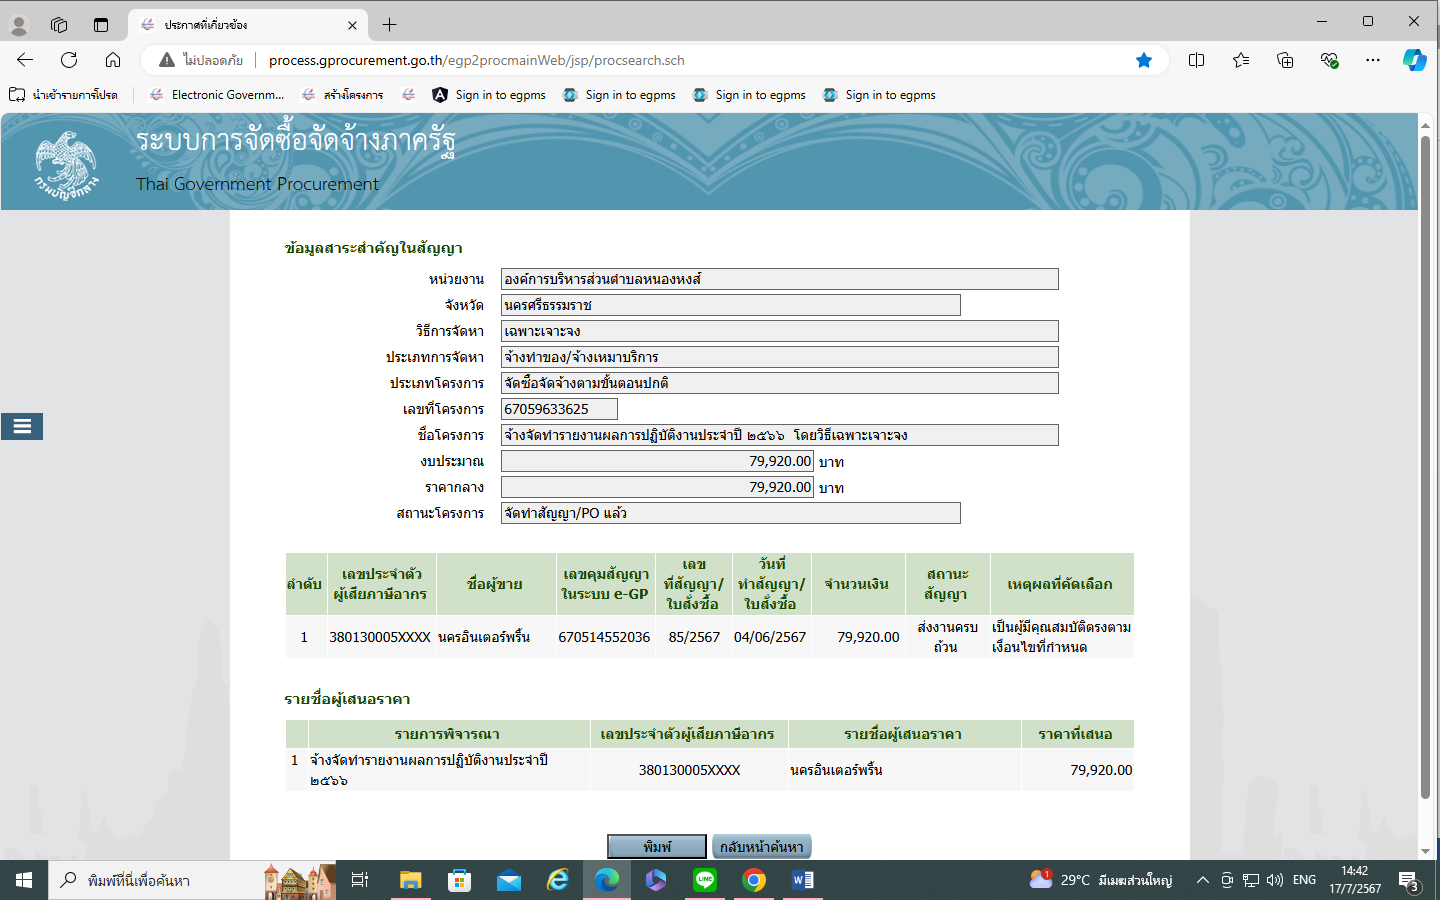 ประกาศที่เกี่ยวข้อง
ไม่ปลอดภัย process.gprocurement.go.th/egp2procmainWeb/jsp/procsearch.sch
นำเข้ารายการโปรด Electronic Governm... สร้างโครงการ Sign in to egpms Sign in to egpms Sign in to egpms Sign in to egpms
ระบบการจัดซื้อจัดจ้างภาครัฐ
Thai Government Procurement
กรมบัญชีกลาง
ข้อมูลสาระสำคัญในสัญญา
หน่วยงาน องค์การบริหารส่วนตำบลหนองหงส์
จังหวัด นครศรีธรรมราช
วิธีการจัดหา เฉพาะเจาะจง
ประเภทการจัดหา จ้างทำของ/จ้างเหมาบริการ
ประเภทโครงการ จัดซื้อจัดจ้างตามขั้นตอนปกติ
เลขที่โครงการ 67059633625
ชื่อโครงการ จ้างจัดทำรายงานผลการปฏิบัติงานประจำปี ๒๕๖๖ โดยวิธีเฉพาะเจาะจง
งบประมาณ 79,920.00 บาท
ราคากลาง 79,920.00 บาท
สถานะโครงการ จัดทำสัญญา/PO แล้ว
ลำดับ เลขประจำตัวผู้เสียภาษีอากร ชื่อผู้ขาย เลขคุมสัญญาในระบบ e-GP เลขที่สัญญา/ใบสั่งซื้อ วันที่ทำสัญญา/ใบสั่งซื้อ จำนวนเงิน สถานะสัญญา เหตุผลที่คัดเลือก
1 380130005XXXX นครอินเตอร์พริ้น 670514552036 85/2567 04/06/2567 79,920.00 ส่งงานครบถ้วน เป็นผู้มีคุณสมบัติตรงตามเงื่อนไขที่กำหนด
รายชื่อผู้เสนอราคา
รายการพิจารณา เลขประจำตัวผู้เสียภาษีอากร รายชื่อผู้เสนอราคา ราคาที่เสนอ
1 จ้างจัดทำรายงานผลการปฏิบัติงานประจำปี ๒๕๖๖ 380130005XXXX นครอินเตอร์พริ้น 79,920.00
พิมพ์ กลับหน้าค้นหา
พิมพ์ที่นี่เพื่อค้นหา LINE 1 29°C มีเมฆส่วนใหญ่ ENG 14:42
17/7/2567 3